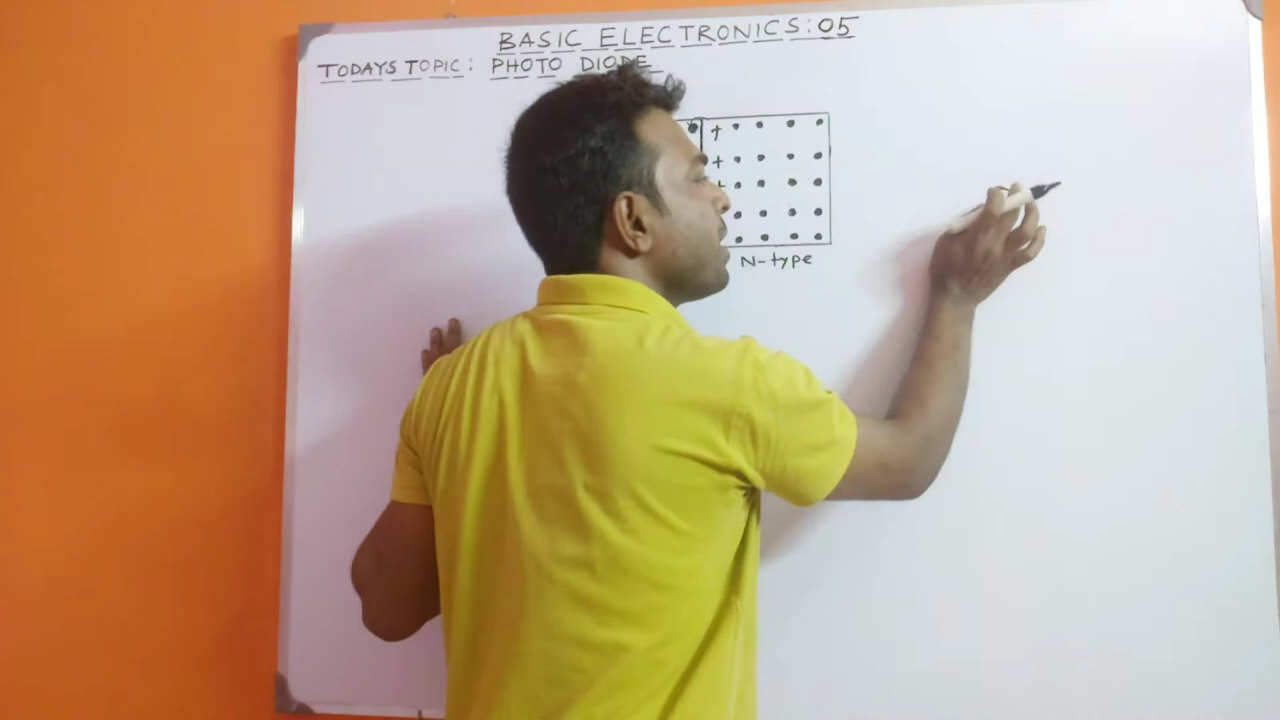 BASIC ELECTRONICS:05
TODAYS TOPIC: PHOTO DIODE
+
+
+
N-type